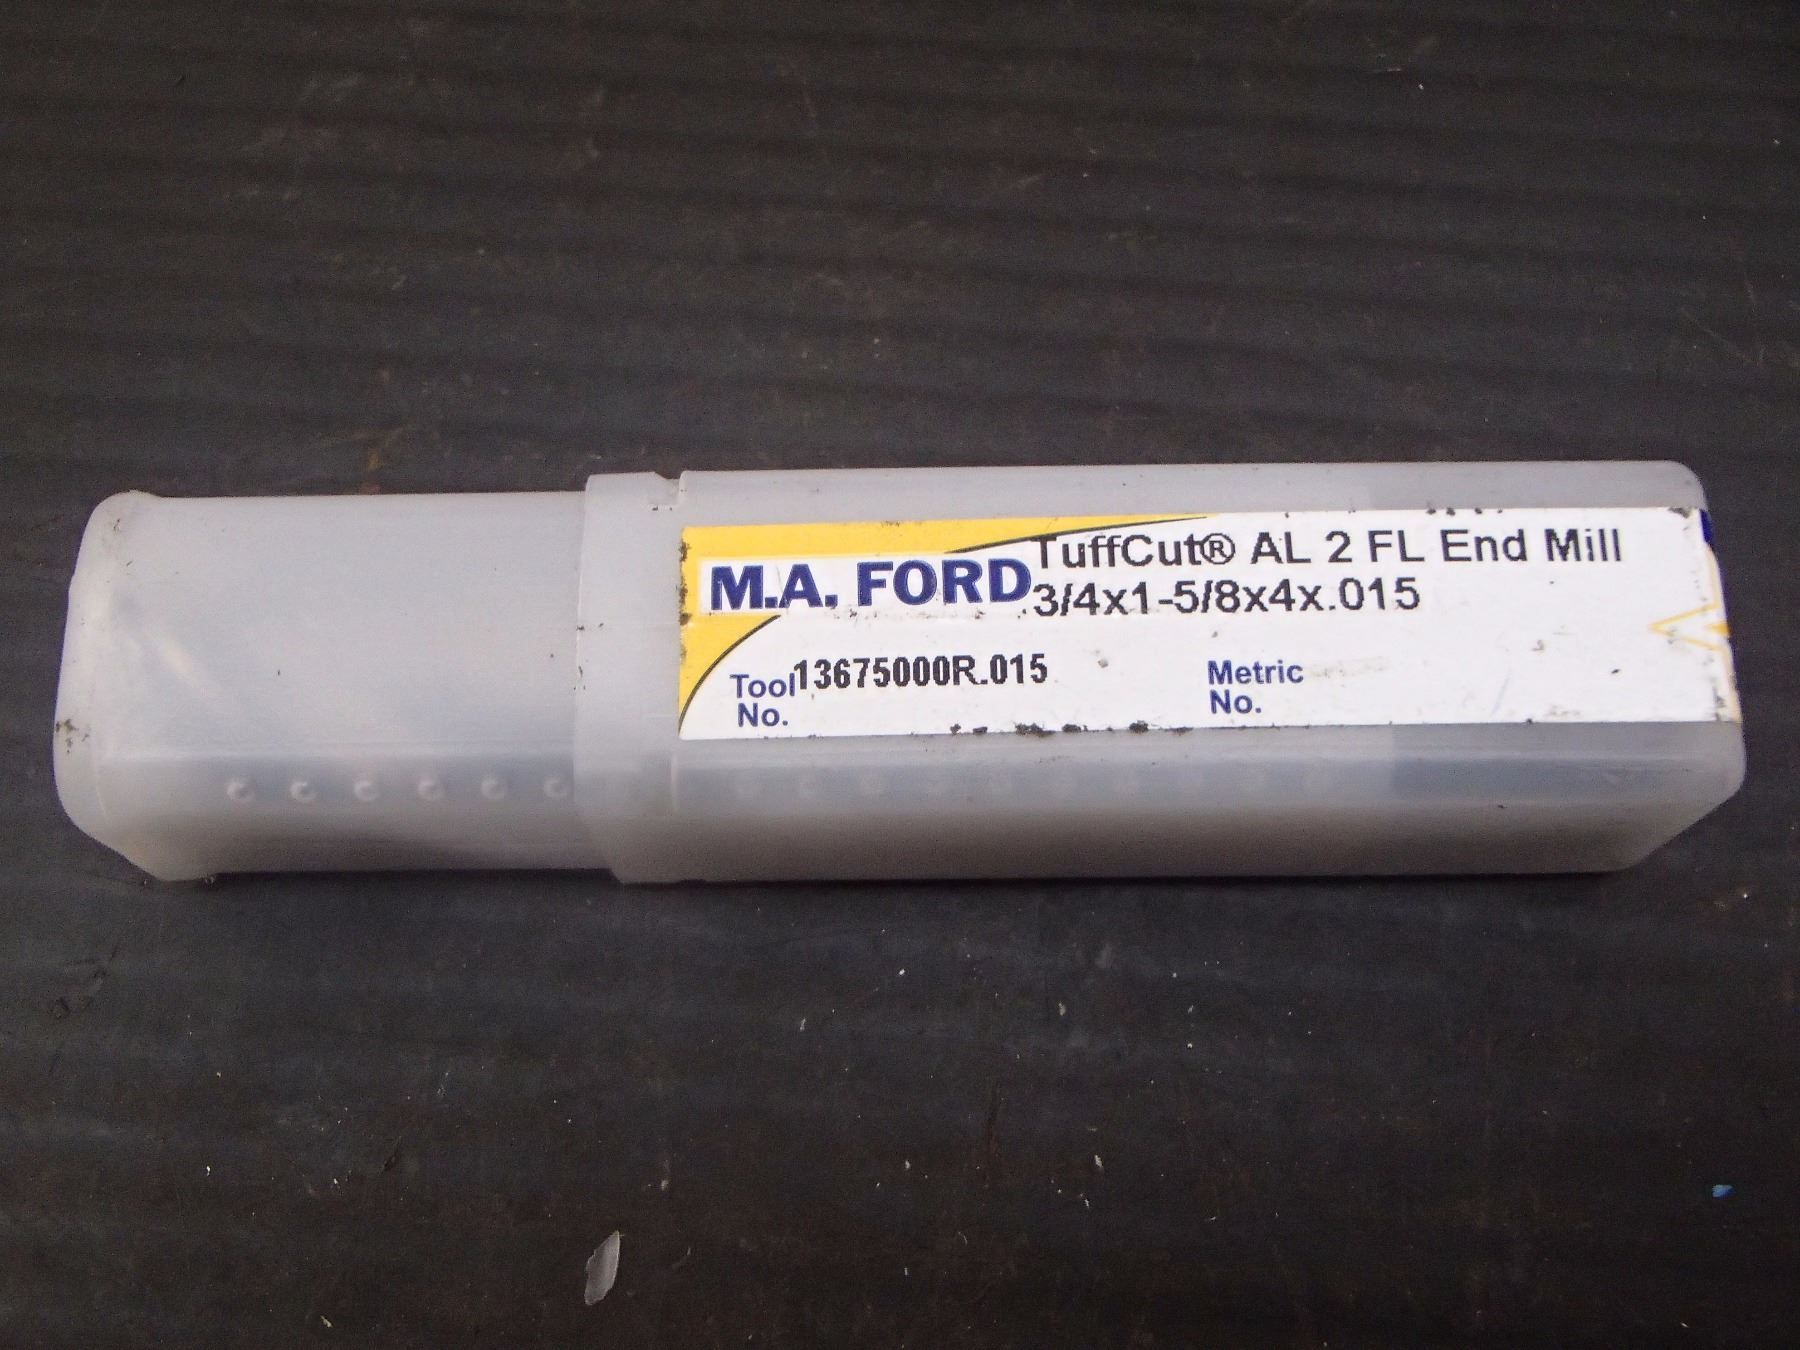 M.A. FORD
TuffCut® AL 2 FL End Mill
3/4x1-5/8x4x.015
Tool No. 13675000R.015
Metric No.